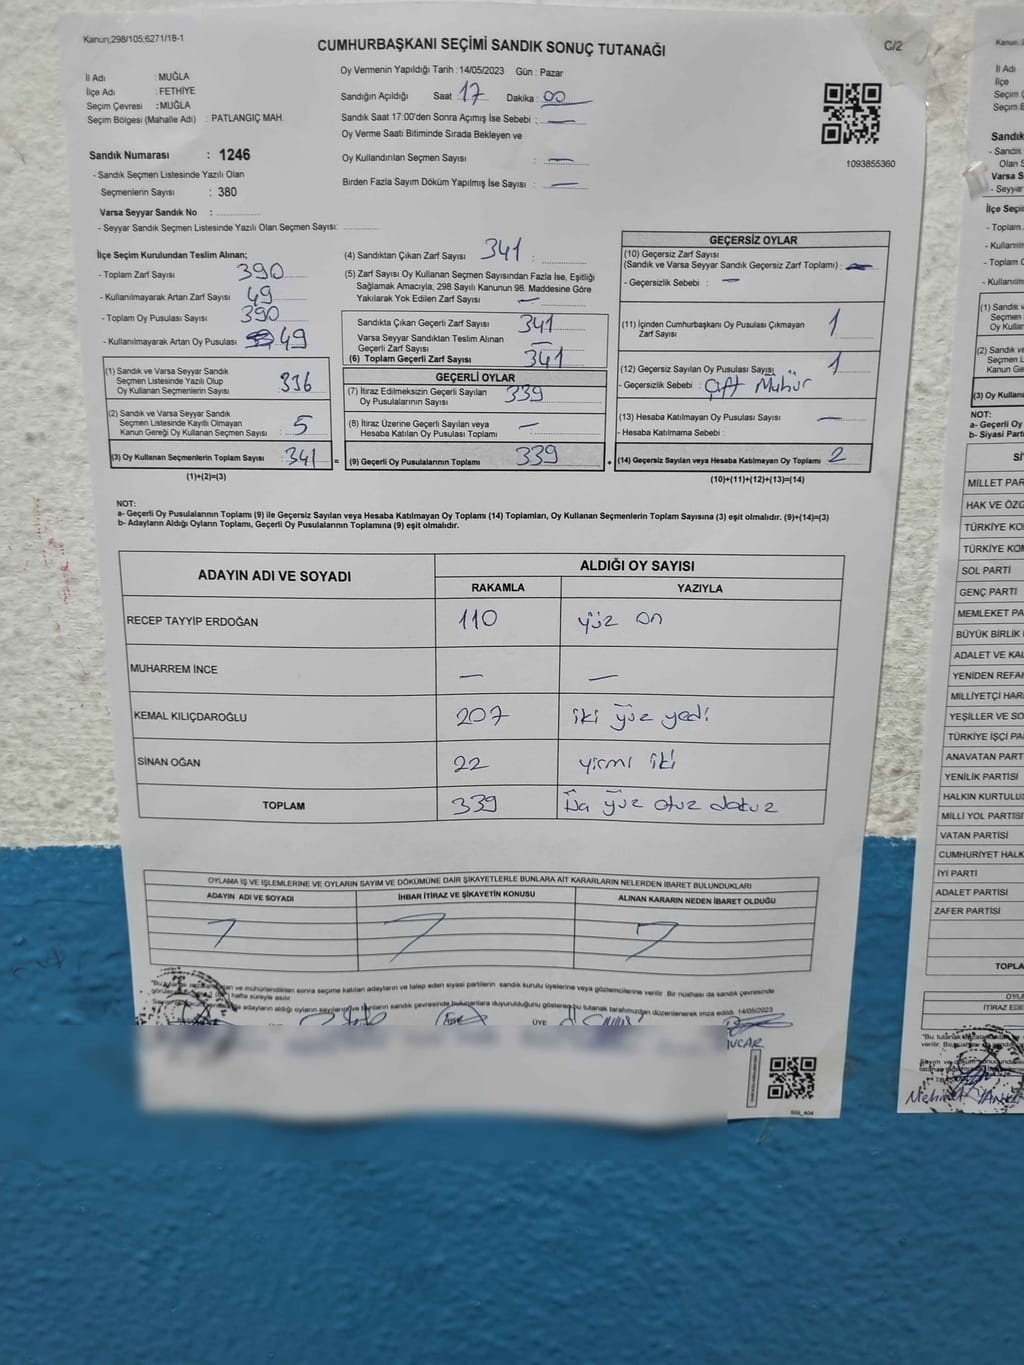 Kanun;298/105;6271/18-1
CUMHURBAŞKANI SEÇİMİ SANDIK SONUÇ TUTANAĞI
C/2
İl Adı : MUĞLA
İlçe Adı : FETHİYE
Seçim Çevresi : MUĞLA
Seçim Bölgesi (Mahalle Adı) : PATLANGIÇ MAH.
Sandık Numarası : 1246
- Sandık Seçmen Listesinde Yazılı Olan
Seçmenlerin Sayısı : 380
Varsa Seyyar Sandık No :
- Seyyar Sandık Seçmen Listesinde Yazılı Olan Seçmen Sayısı:
Oy Vermenin Yapıldığı Tarih : 14/05/2023 Gün : Pazar
Sandığın Açıldığı Saat 17 Dakika : 00
Sandık Saat 17:00'den Sonra Açımış İse Sebebi : —
Oy Verme Saati Bitiminde Sırada Bekleyen ve
Oy Kullandırılan Seçmen Sayısı : —
Birden Fazla Sayım Döküm Yapılmış İse Sayısı : —
1093855360
İlçe Seçim Kurulundan Teslim Alınan;
- Toplam Zarf Sayısı 390
- Kullanılmayarak Artan Zarf Sayısı 49
- Toplam Oy Pusulası Sayısı 390
- Kullanılmayarak Artan Oy Pusulası 49
(1) Sandık ve Varsa Seyyar Sandık
Seçmen Listesinde Yazılı Olup
Oy Kullanan Seçmenlerin Sayısı 336
(2) Sandık ve Varsa Seyyar Sandık
Seçmen Listesinde Kayıtlı Olmayan
Kanun Gereği Oy Kullanan Seçmen Sayısı : 5
(3) Oy Kullanan Seçmenlerin Toplam Sayısı : 341 =
(1)+(2)=(3)
(4) Sandıktan Çıkan Zarf Sayısı 341 :
(5) Zarf Sayısı Oy Kullanan Seçmen Sayısından Fazla İse, Eşitliği
Sağlamak Amacıyla; 298 Sayılı Kanunun 98. Maddesine Göre
Yakılarak Yok Edilen Zarf Sayısı : —
Sandıkta Çıkan Geçerli Zarf Sayısı 341
Varsa Seyyar Sandıktan Teslim Alınan
Geçerli Zarf Sayısı —
(6) Toplam Geçerli Zarf Sayısı 341
GEÇERLİ OYLAR
(7) İtiraz Edilmeksizin Geçerli Sayılan
Oy Pusulalarının Sayısı 339
(8) İtiraz Üzerine Geçerli Sayılan veya
Hesaba Katılan Oy Pusulası Toplamı —
(9) Geçerli Oy Pusulalarının Toplamı 339 +
GEÇERSİZ OYLAR
(10) Geçersiz Zarf Sayısı
(Sandık ve Varsa Seyyar Sandık Geçersiz Zarf Toplamı) : —
- Geçersizlik Sebebi : —
(11) İçinden Cumhurbaşkanı Oy Pusulası Çıkmayan
Zarf Sayısı 1
(12) Geçersiz Sayılan Oy Pusulası Sayısı 1
- Geçersizlik Sebebi : Çift Mühür
(13) Hesaba Katılmayan Oy Pusulası Sayısı —
- Hesaba Katılmama Sebebi :
(14) Geçersiz Sayılan veya Hesaba Katılmayan Oy Toplamı 2
(10)+(11)+(12)+(13)=(14)
NOT:
a- Geçerli Oy Pusulalarının Toplamı (9) ile Geçersiz Sayılan veya Hesaba Katılmayan Oy Toplamı (14) Toplamları, Oy Kullanan Seçmenlerin Toplam Sayısına (3) eşit olmalıdır. (9)+(14)=(3)
b- Adayların Aldığı Oyların Toplamı, Geçerli Oy Pusulalarının Toplamına (9) eşit olmalıdır.
ADAYIN ADI VE SOYADI
ALDIĞI OY SAYISI
RAKAMLA YAZIYLA
RECEP TAYYİP ERDOĞAN 110 yüz on
MUHARREM İNCE — —
KEMAL KILIÇDAROĞLU 207 iki yüz yedi
SİNAN OĞAN 22 yirmi iki
TOPLAM 339 yüz otuz dokuz
OYLAMA İŞ VE İŞLEMLERİNE VE OYLARIN SAYIM VE DÖKÜMÜNE DAİR ŞİKAYETLERLE BUNLARA AİT KARARLARIN NELERDEN İBARET BULUNDUKLARI
ADAYIN ADI VE SOYADI
İHBAR İTİRAZ VE ŞİKAYETİN KONUSU
ALINAN KARARIN NEDEN İBARET OLDUĞU
mühürlendikten sonra seçime katılan adayların ve talep eden siyasi partilerin sandık kurulu üyelerine veya gözlemcilerine verilir. Bir nüshası da sandık çevresinde
hafta süreyle asılır.
adayların aldığı oyların sayılarını ve sandık çevresinde bulunanlara duyurulduğunu gösteren bu tutanak tarafımızdan düzenlenerek imza edildi. 14/05/2023
ÜYE
UÇAR
Kanun;
İl Adı
İlçe
Seçim
Seçim
Sandık
- Sandık
Olan
Varsa S
- Seyyar
İlçe Seçi
- Toplam
- Kullanılm
- Toplam
- Kullanılm
(1) Sandık v
Seçmen
Oy Kullan
(2) Sandık v
Seçmen
Kanun Ge
(3) Oy Kullana
NOT:
a- Geçerli Oy
b- Siyasi Parti
Sİ
MİLLET PAR
HAK VE ÖZG
TÜRKİYE KO
TÜRKİYE KOM
SOL PARTİ
GENÇ PARTİ
MEMLEKET PA
BÜYÜK BİRLİK
ADALET VE KAL
YENİDEN REFAH
MİLLİYETÇİ HAR
YEŞİLLER VE SO
TÜRKİYE İŞÇİ PA
ANAVATAN PART
YENİLİK PARTİSİ
HALKIN KURTULUŞ
MİLLİ YOL PARTİSİ
VATAN PARTİSİ
CUMHURİYET HALK
İYİ PARTİ
ADALET PARTİSİ
ZAFER PARTİSİ
TOPLA
OYLA
İTİRAZ EDE
"Bu tutanak
verilir. Bir nüshası
Mehmet